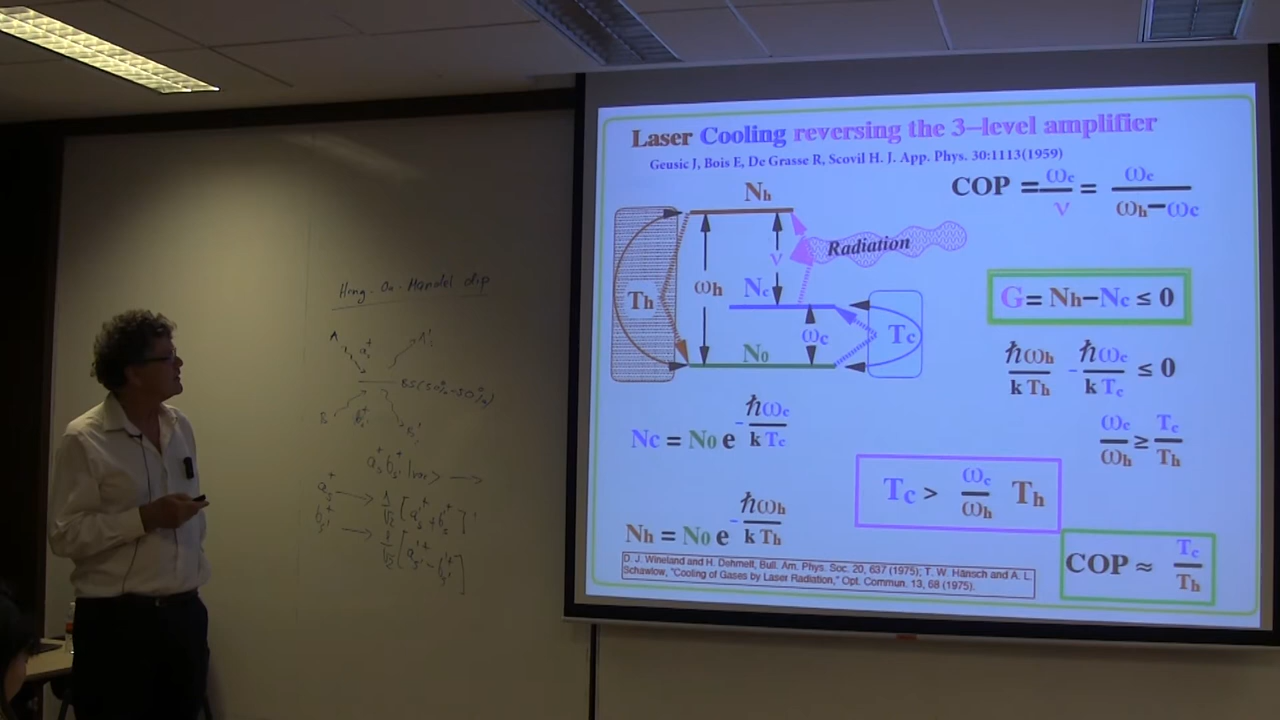 Laser Cooling reversing the 3-level amplifier
Geusic J, Bois E, De Grasse R, Scovil H. J. App. Phys. 30:1113(1959)
COP = ωc/ν = ωc/(ωh-ωc)
Nh
Radiation
ν
Th
ωh
Nc
ωc
Tc
N0
G= Nh-Nc ≤ 0
ħωh/kTh - ħωc/kTc ≤ 0
ωc/ωh ≥ Tc/Th
Nc = N0 e^-ħωc/kTc
Tc > ωc/ωh Th
Nh = N0 e^-ħωh/kTh
COP ≈ Tc/Th
D. J. Wineland and H. Dehmelt, Bull. Am. Phys. Soc. 20, 637 (1975); T. W. Hänsch and A. L.
Schawlow, "Cooling of Gases by Laser Radiation," Opt. Commun. 13, 68 (1975).
Hong-Ou-Mandel dip
A
BS (50%-50%)
B